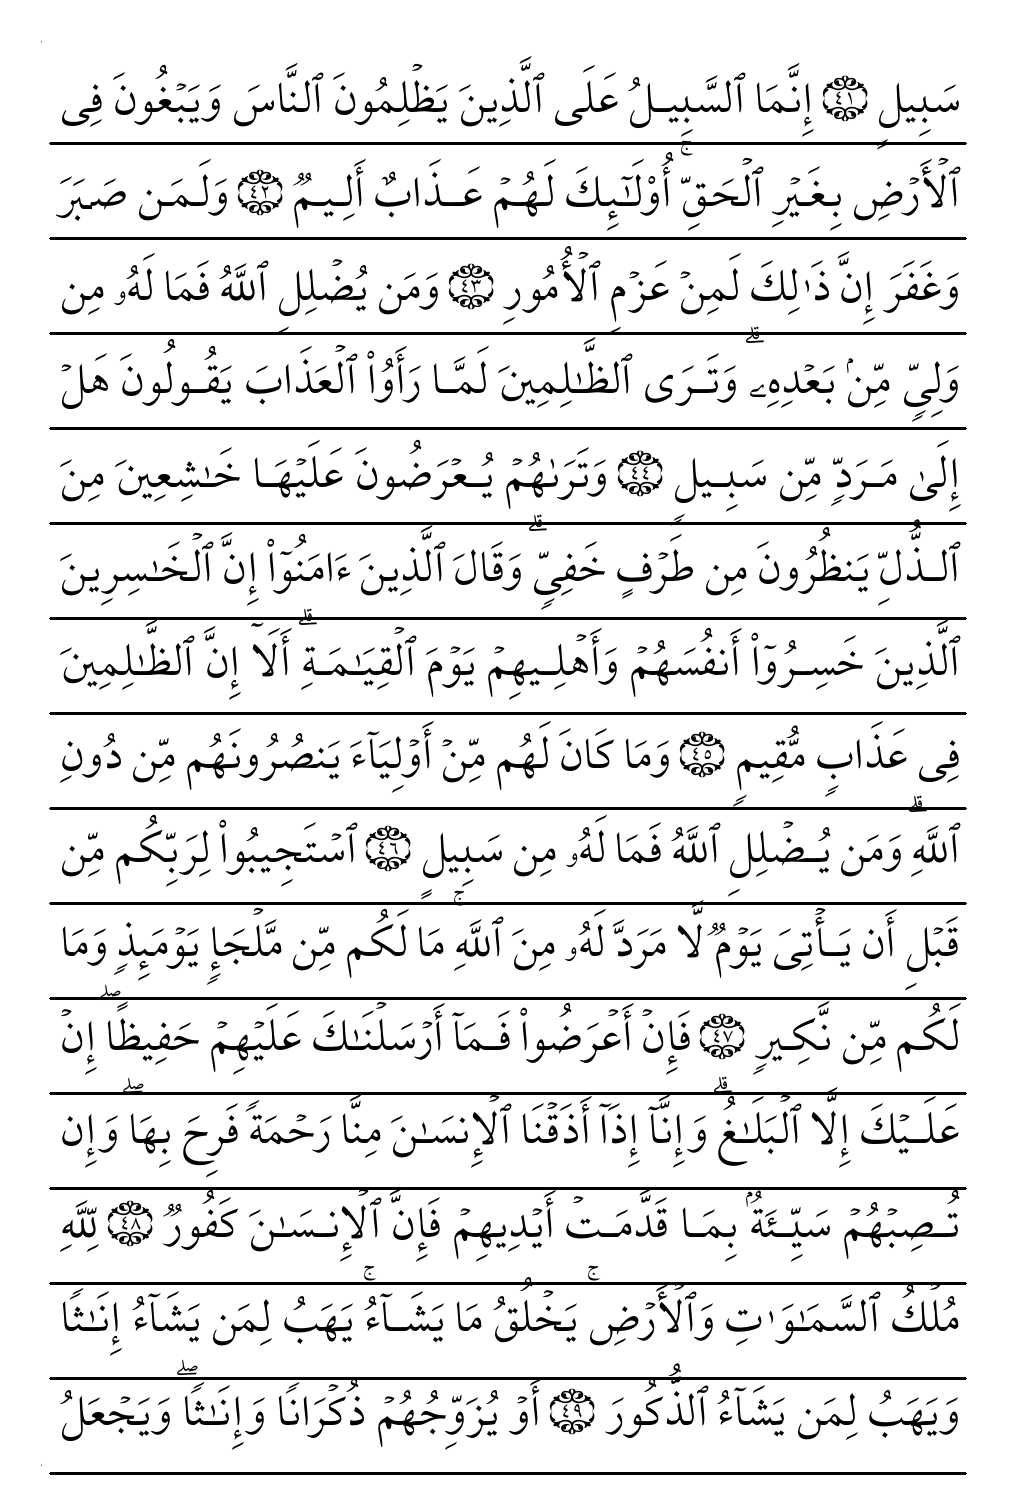 سَبِيلٍ ﴿٤١﴾ إِنَّمَا ٱلسَّبِيلُ عَلَى ٱلَّذِينَ يَظْلِمُونَ ٱلنَّاسَ وَيَبْغُونَ فِى
ٱلْأَرْضِ بِغَيْرِ ٱلْحَقِّ ۚ أُو۟لَـٰٓئِكَ لَهُمْ عَذَابٌ أَلِيمٌ ﴿٤٢﴾ وَلَمَن صَبَرَ
وَغَفَرَ إِنَّ ذَٰلِكَ لَمِنْ عَزْمِ ٱلْأُمُورِ ﴿٤٣﴾ وَمَن يُضْلِلِ ٱللَّهُ فَمَا لَهُۥ مِن
وَلِىٍّ مِّنۢ بَعْدِهِۦ ۗ وَتَرَى ٱلظَّـٰلِمِينَ لَمَّا رَأَوُا۟ ٱلْعَذَابَ يَقُولُونَ هَلْ
إِلَىٰ مَرَدٍّ مِّن سَبِيلٍ ﴿٤٤﴾ وَتَرَىٰهُمْ يُعْرَضُونَ عَلَيْهَا خَـٰشِعِينَ مِنَ
ٱلذُّلِّ يَنظُرُونَ مِن طَرْفٍ خَفِىٍّ ۗ وَقَالَ ٱلَّذِينَ ءَامَنُوٓا۟ إِنَّ ٱلْخَـٰسِرِينَ
ٱلَّذِينَ خَسِرُوٓا۟ أَنفُسَهُمْ وَأَهْلِيهِمْ يَوْمَ ٱلْقِيَـٰمَةِ ۗ أَلَآ إِنَّ ٱلظَّـٰلِمِينَ
فِى عَذَابٍ مُّقِيمٍ ﴿٤٥﴾ وَمَا كَانَ لَهُم مِّنْ أَوْلِيَآءَ يَنصُرُونَهُم مِّن دُونِ
ٱللَّهِ ۗ وَمَن يُضْلِلِ ٱللَّهُ فَمَا لَهُۥ مِن سَبِيلٍ ﴿٤٦﴾ ٱسْتَجِيبُوا۟ لِرَبِّكُم مِّن
قَبْلِ أَن يَأْتِىَ يَوْمٌ لَّا مَرَدَّ لَهُۥ مِنَ ٱللَّهِ ۚ مَا لَكُم مِّن مَّلْجَإٍ يَوْمَئِذٍ وَمَا
لَكُم مِّن نَّكِيرٍ ﴿٤٧﴾ فَإِنْ أَعْرَضُوا۟ فَمَآ أَرْسَلْنَـٰكَ عَلَيْهِمْ حَفِيظًا ۖ إِنْ
عَلَيْكَ إِلَّا ٱلْبَلَـٰغُ ۗ وَإِنَّآ إِذَآ أَذَقْنَا ٱلْإِنسَـٰنَ مِنَّا رَحْمَةً فَرِحَ بِهَا ۖ وَإِن
تُصِبْهُمْ سَيِّئَةٌۢ بِمَا قَدَّمَتْ أَيْدِيهِمْ فَإِنَّ ٱلْإِنسَـٰنَ كَفُورٌ ﴿٤٨﴾ لِّلَّهِ
مُلْكُ ٱلسَّمَـٰوَٰتِ وَٱلْأَرْضِ ۚ يَخْلُقُ مَا يَشَآءُ ۚ يَهَبُ لِمَن يَشَآءُ إِنَـٰثًا
وَيَهَبُ لِمَن يَشَآءُ ٱلذُّكُورَ ﴿٤٩﴾ أَوْ يُزَوِّجُهُمْ ذُكْرَانًا وَإِنَـٰثًا ۖ وَيَجْعَلُ